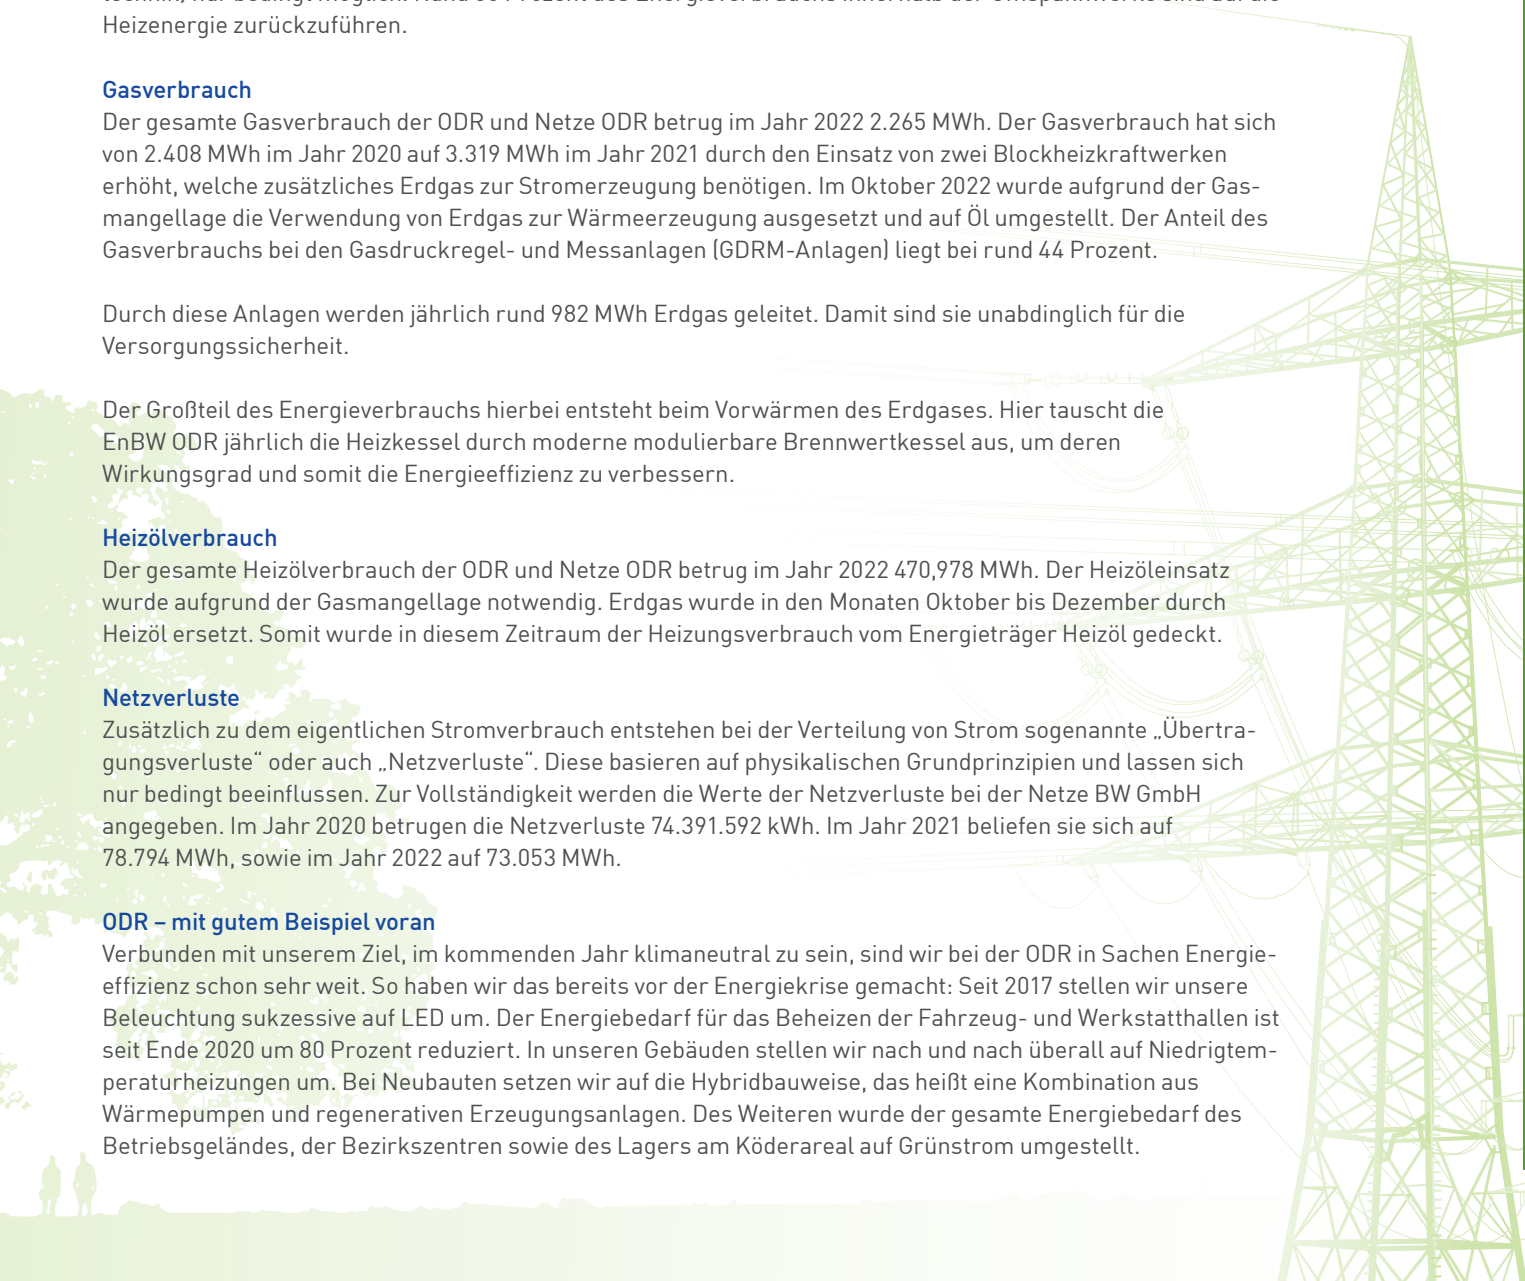 Heizenergie zurückzuführen.
Gasverbrauch
Der gesamte Gasverbrauch der ODR und Netze ODR betrug im Jahr 2022 2.265 MWh. Der Gasverbrauch hat sich
von 2.408 MWh im Jahr 2020 auf 3.319 MWh im Jahr 2021 durch den Einsatz von zwei Blockheizkraftwerken
erhöht, welche zusätzliches Erdgas zur Stromerzeugung benötigen. Im Oktober 2022 wurde aufgrund der Gas-
mangellage die Verwendung von Erdgas zur Wärmeerzeugung ausgesetzt und auf Öl umgestellt. Der Anteil des
Gasverbrauchs bei den Gasdruckregel- und Messanlagen (GDRM-Anlagen) liegt bei rund 44 Prozent.
Durch diese Anlagen werden jährlich rund 982 MWh Erdgas geleitet. Damit sind sie unabdinglich für die
Versorgungssicherheit.
Der Großteil des Energieverbrauchs hierbei entsteht beim Vorwärmen des Erdgases. Hier tauscht die
EnBW ODR jährlich die Heizkessel durch moderne modulierbare Brennwertkessel aus, um deren
Wirkungsgrad und somit die Energieeffizienz zu verbessern.
Heizölverbrauch
Der gesamte Heizölverbrauch der ODR und Netze ODR betrug im Jahr 2022 470,978 MWh. Der Heizöleinsatz
wurde aufgrund der Gasmangellage notwendig. Erdgas wurde in den Monaten Oktober bis Dezember durch
Heizöl ersetzt. Somit wurde in diesem Zeitraum der Heizungsverbrauch vom Energieträger Heizöl gedeckt.
Netzverluste
Zusätzlich zu dem eigentlichen Stromverbrauch entstehen bei der Verteilung von Strom sogenannte „Übertra-
gungsverluste“ oder auch „Netzverluste“. Diese basieren auf physikalischen Grundprinzipien und lassen sich
nur bedingt beeinflussen. Zur Vollständigkeit werden die Werte der Netzverluste bei der Netze BW GmbH
angegeben. Im Jahr 2020 betrugen die Netzverluste 74.391.592 kWh. Im Jahr 2021 beliefen sie sich auf
78.794 MWh, sowie im Jahr 2022 auf 73.053 MWh.
ODR – mit gutem Beispiel voran
Verbunden mit unserem Ziel, im kommenden Jahr klimaneutral zu sein, sind wir bei der ODR in Sachen Energie-
effizienz schon sehr weit. So haben wir das bereits vor der Energiekrise gemacht: Seit 2017 stellen wir unsere
Beleuchtung sukzessive auf LED um. Der Energiebedarf für das Beheizen der Fahrzeug- und Werkstatthallen ist
seit Ende 2020 um 80 Prozent reduziert. In unseren Gebäuden stellen wir nach und nach überall auf Niedrigtem-
peraturheizungen um. Bei Neubauten setzen wir auf die Hybridbauweise, das heißt eine Kombination aus
Wärmepumpen und regenerativen Erzeugungsanlagen. Des Weiteren wurde der gesamte Energiebedarf des
Betriebsgeländes, der Bezirkszentren sowie des Lagers am Köderareal auf Grünstrom umgestellt.